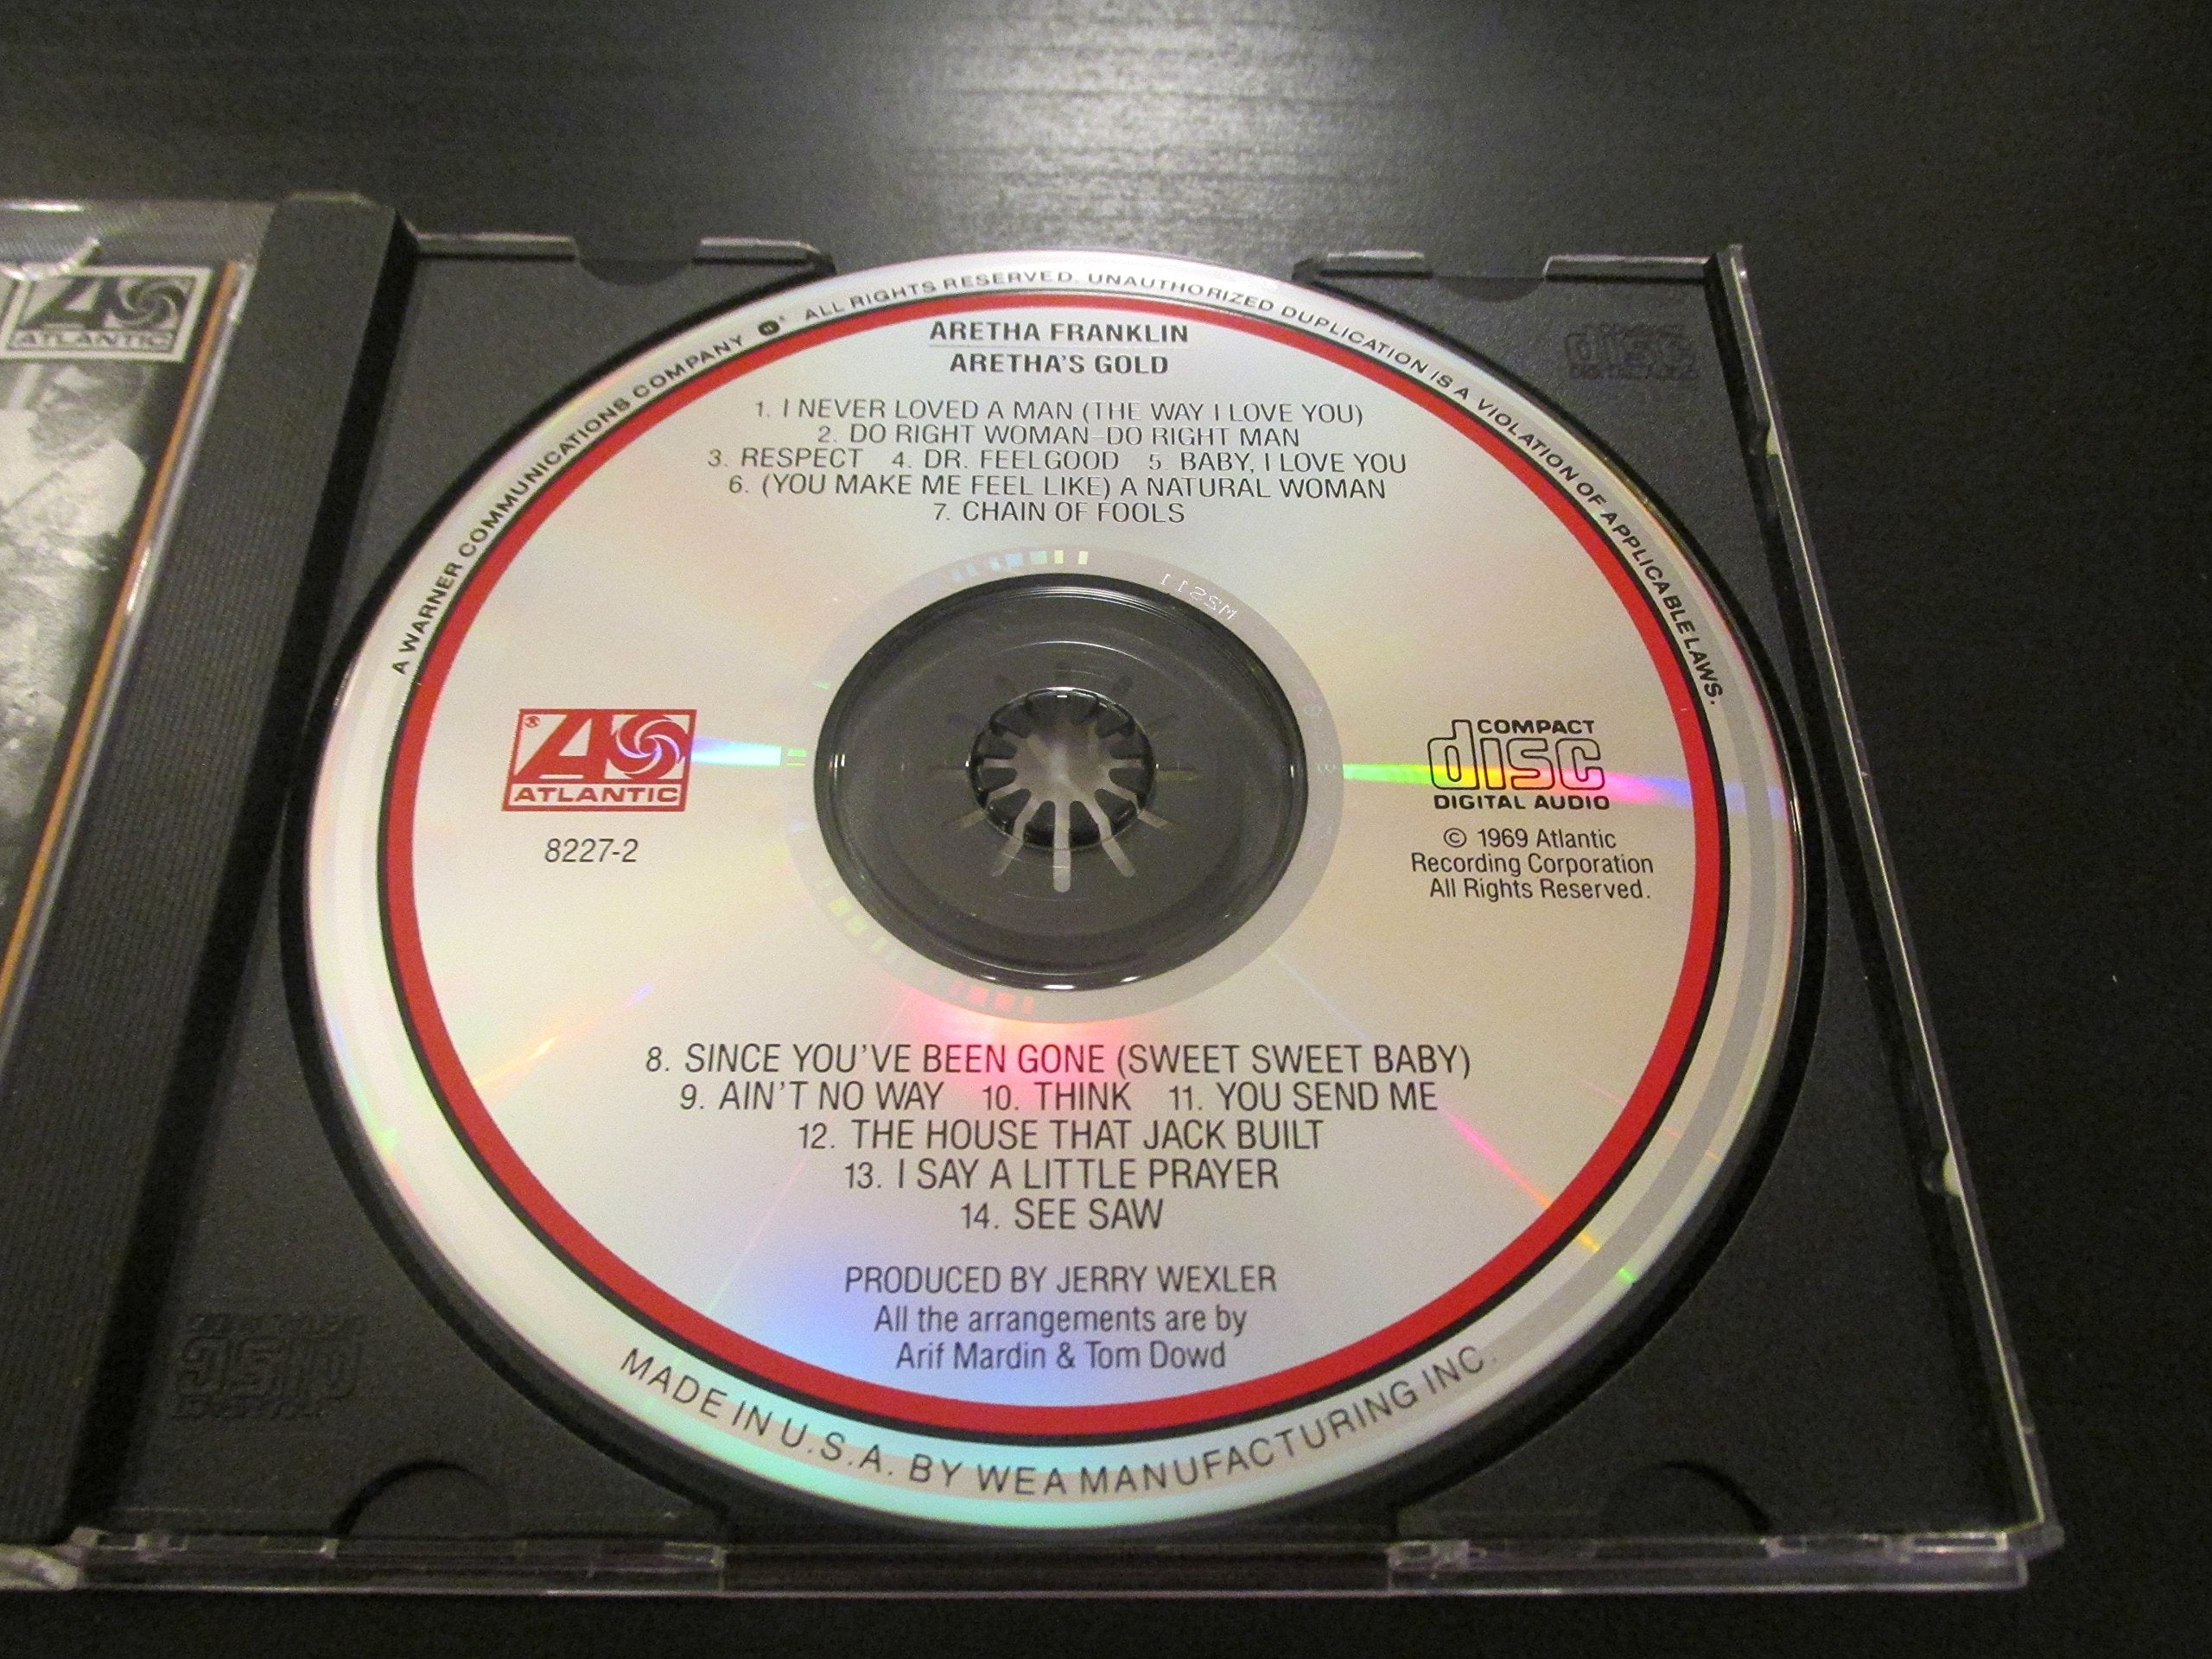 ATLANTIC
A WARNER COMMUNICATIONS COMPANY ® ALL RIGHTS RESERVED. UNAUTHORIZED DUPLICATION IS A VIOLATION OF APPLICABLE LAWS.
ARETHA FRANKLIN
ARETHA'S GOLD
1. I NEVER LOVED A MAN (THE WAY I LOVE YOU)
2. DO RIGHT WOMAN-DO RIGHT MAN
3. RESPECT 4. DR. FEELGOOD 5. BABY, I LOVE YOU
6. (YOU MAKE ME FEEL LIKE) A NATURAL WOMAN
7. CHAIN OF FOOLS
®
ATLANTIC
8227-2
COMPACT
disc
DIGITAL AUDIO
© 1969 Atlantic
Recording Corporation
All Rights Reserved.
8. SINCE YOU'VE BEEN GONE (SWEET SWEET BABY)
9. AIN'T NO WAY 10. THINK 11. YOU SEND ME
12. THE HOUSE THAT JACK BUILT
13. I SAY A LITTLE PRAYER
14. SEE SAW
PRODUCED BY JERRY WEXLER
All the arrangements are by
Arif Mardin & Tom Dowd
MADE IN U.S.A. BY WEA MANUFACTURING INC.